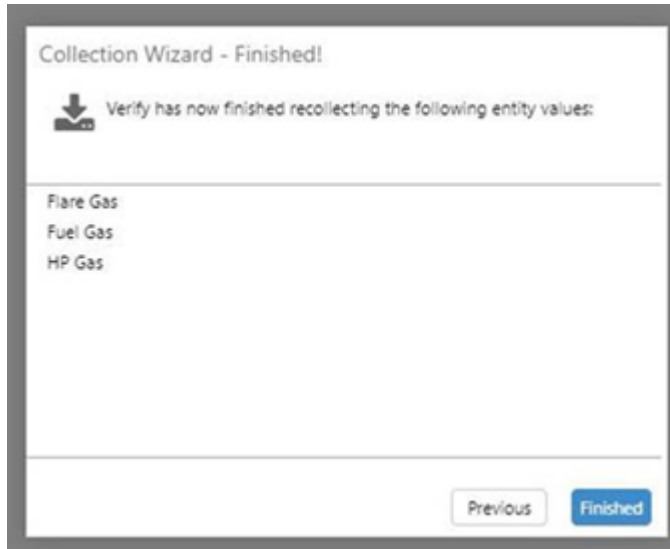 Collection Wizard - Finished!
Verify has now finished recollecting the following entity values:
Flare Gas
Fuel Gas
HP Gas
Previous
Finished